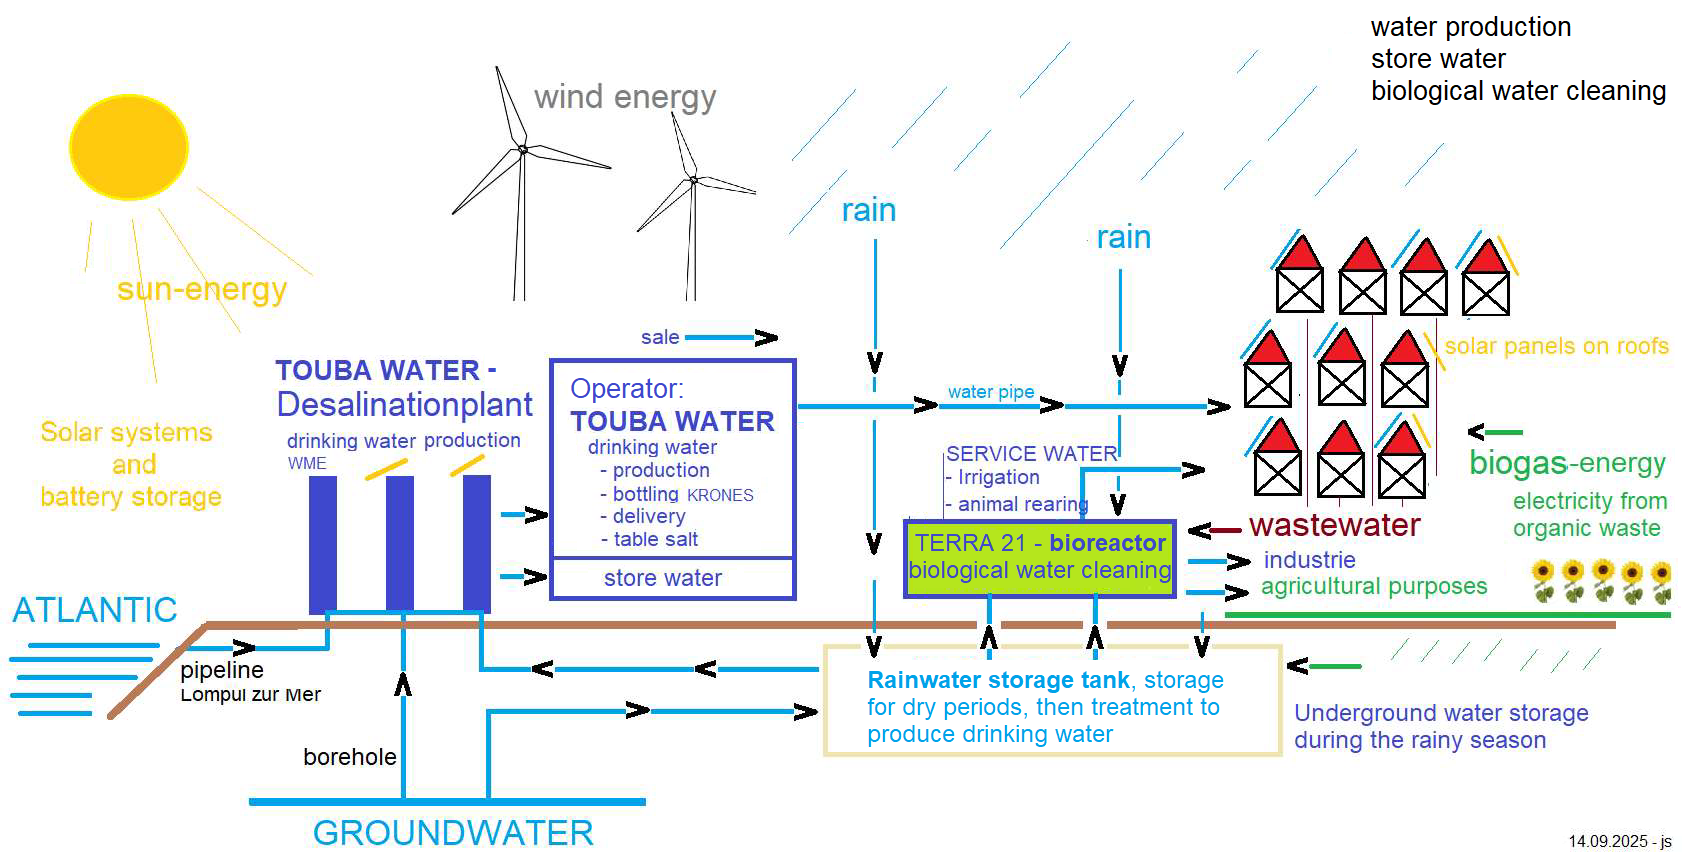 water production
store water
biological water cleaning
wind energy
rain
rain
sun-energy
sale
TOUBA WATER -
Desalinationplant
drinking water production
WME
Solar systems
and
battery storage
Operator:
TOUBA WATER
drinking water
- production
- bottling KRONES
- delivery
- table salt
store water
water pipe
SERVICE WATER
- Irrigation
- animal rearing
TERRA 21 - bioreactor
biological water cleaning
solar panels on roofs
biogas-energy
electricity from
organic waste
wastewater
industrie
agricultural purposes
ATLANTIC
pipeline
Lompul zur Mer
Rainwater storage tank, storage
for dry periods, then treatment to
produce drinking water
Underground water storage
during the rainy season
borehole
GROUNDWATER
14.09.2025 - js